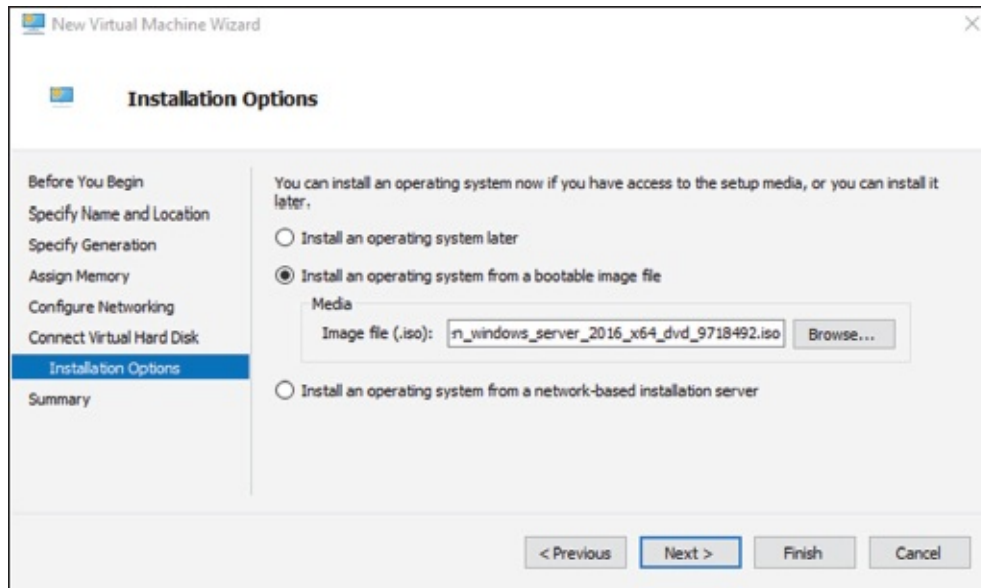 New Virtual Machine Wizard
Installation Options
Before You Begin
Specify Name and Location
Specify Generation
Assign Memory
Configure Networking
Connect Virtual Hard Disk
Installation Options
Summary
You can install an operating system now if you have access to the setup media, or you can install it
later.
Install an operating system later
Install an operating system from a bootable image file
Media
Image file (.iso): n_windows_server_2016_x64_dvd_9718492.iso Browse...
Install an operating system from a network-based installation server
< Previous Next > Finish Cancel